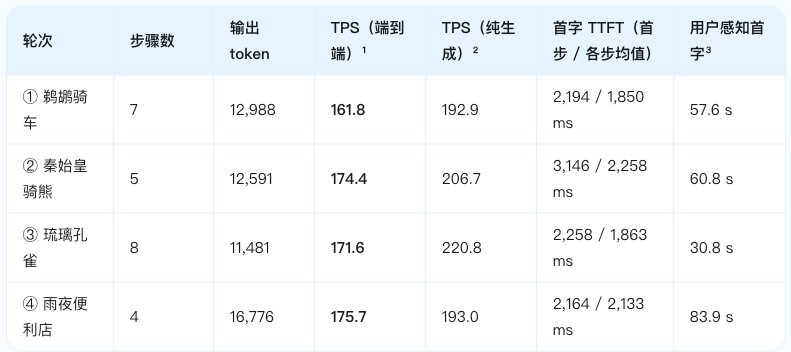 轮次 步骤数 输出 token TPS（端到端）¹ TPS（纯生成）² 首字 TTFT（首步 / 各步均值） 用户感知首字³
① 鹈鹕骑车 7 12,988 161.8 192.9 2,194 / 1,850 ms 57.6 s
② 秦始皇骑熊 5 12,591 174.4 206.7 3,146 / 2,258 ms 60.8 s
③ 琉璃孔雀 8 11,481 171.6 220.8 2,258 / 1,863 ms 30.8 s
④ 雨夜便利店 4 16,776 175.7 193.0 2,164 / 2,133 ms 83.9 s